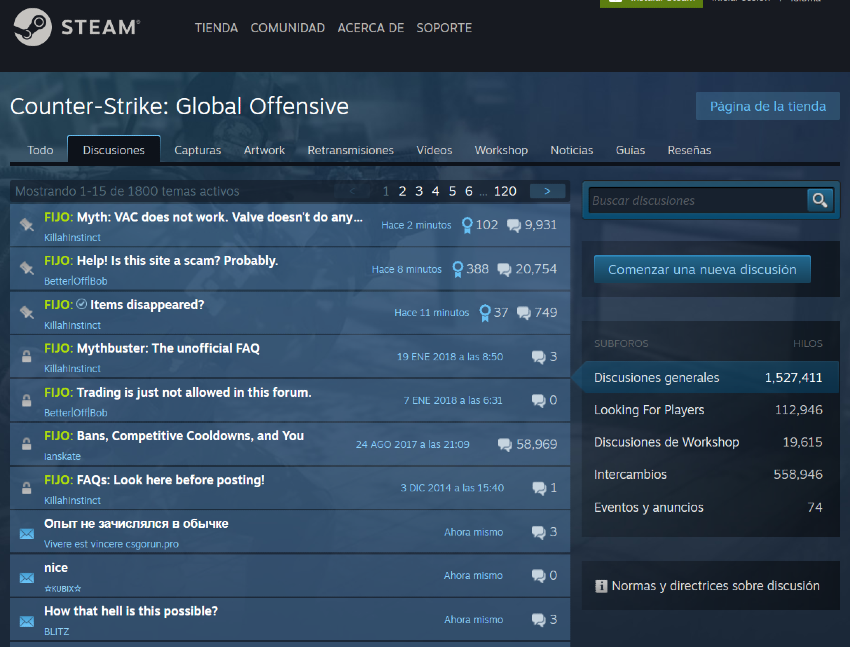 STEAM®
TIENDA COMUNIDAD ACERCA DE SOPORTE
Counter-Strike: Global Offensive
Página de la tienda
Todo Discusiones Capturas Artwork Retransmisiones Vídeos Workshop Noticias Guías Reseñas
Mostrando 1-15 de 1800 temas activos < 1 2 3 4 5 6 ... 120 >
Buscar discusiones
FIJO: Myth: VAC does not work. Valve doesn't do any...
KillahInstinct
Hace 2 minutos 102 9,931
FIJO: Help! Is this site a scam? Probably.
Better|Off|Bob
Hace 8 minutos 388 20,754
FIJO: Items disappeared?
KillahInstinct
Hace 11 minutos 37 749
FIJO: Mythbuster: The unofficial FAQ
KillahInstinct
19 ENE 2018 a las 8:50 3
FIJO: Trading is just not allowed in this forum.
Better|Off|Bob
7 ENE 2018 a las 6:31 0
FIJO: Bans, Competitive Cooldowns, and You
ianskate
24 AGO 2017 a las 21:09 58,969
FIJO: FAQs: Look here before posting!
KillahInstinct
3 DIC 2014 a las 15:40 1
Опыт не зачислялся в обычке
Vivere est vincere csgorun.pro
Ahora mismo 3
nice
☆KUBIX☆
Ahora mismo 0
How that hell is this possible?
BLITZ
Ahora mismo 3
Comenzar una nueva discusión
SUBFOROS HILOS
Discusiones generales 1,527,411
Looking For Players 112,946
Discusiones de Workshop 19,615
Intercambios 558,946
Eventos y anuncios 74
Normas y directrices sobre discusión